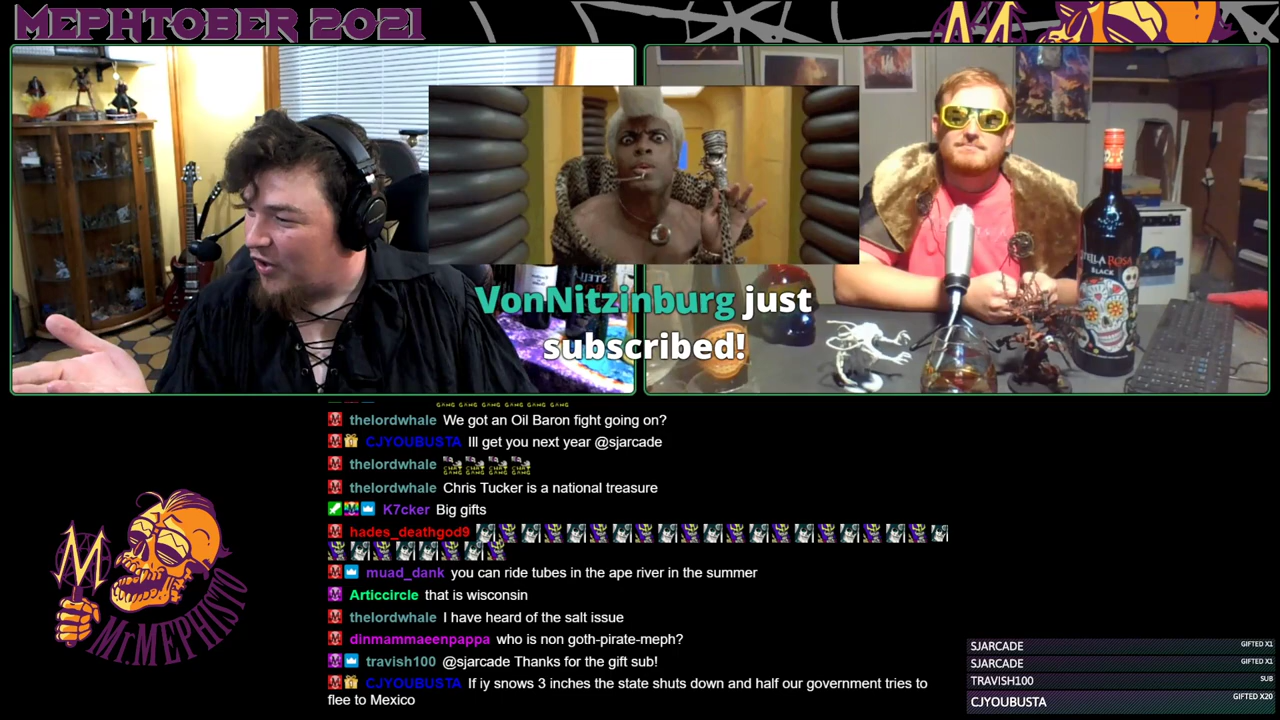 MEPHTOBER 2021
STELLA ROSA
BLACK
VonNitzinburg just
subscribed!
thelordwhale We got an Oil Baron fight going on?
CJYOUBUSTA Ill get you next year @sjarcade
thelordwhale
thelordwhale Chris Tucker is a national treasure
K7cker Big gifts
hades_deathgod9
muad_dank you can ride tubes in the ape river in the summer
Articcircle that is wisconsin
thelordwhale I have heard of the salt issue
dinmammaeenpappa who is non goth-pirate-meph?
travish100 @sjarcade Thanks for the gift sub!
CJYOUBUSTA If iy snows 3 inches the state shuts down and half our government tries to
flee to Mexico
M
Mr.MEPHISTO
SJARCADE GIFTED X1
SJARCADE GIFTED X1
TRAVISH100 SUB
CJYOUBUSTA GIFTED X20